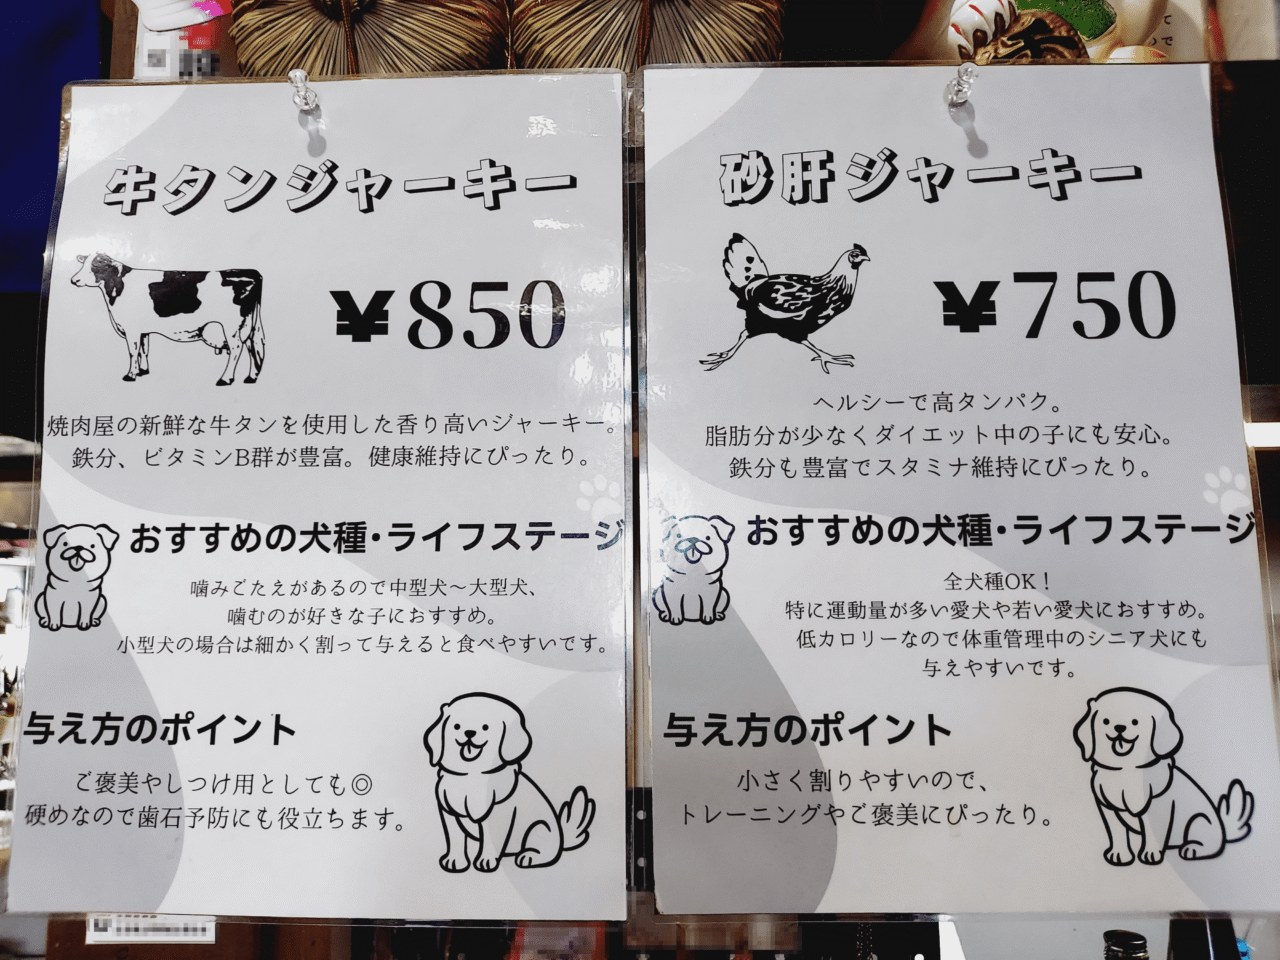 牛タンジャーキー
¥850
焼肉屋の新鮮な牛タンを使用した香り高いジャーキー。
鉄分、ビタミンB群が豊富。健康維持にぴったり。
おすすめの犬種・ライフステージ
噛みごたえがあるので中型犬〜大型犬、
噛むのが好きな子におすすめ。
小型犬の場合は細かく割って与えると食べやすいです。
与え方のポイント
ご褒美やしつけ用としても◎
硬めなので歯石予防にも役立ちます。
砂肝ジャーキー
¥750
ヘルシーで高タンパク。
脂肪分が少なくダイエット中の子にも安心。
鉄分も豊富でスタミナ維持にぴったり。
おすすめの犬種・ライフステージ
全犬種OK！
特に運動量が多い愛犬や若い愛犬におすすめ。
低カロリーなので体重管理中のシニア犬にも
与えやすいです。
与え方のポイント
小さく割りやすいので、
トレーニングやご褒美にぴったり。